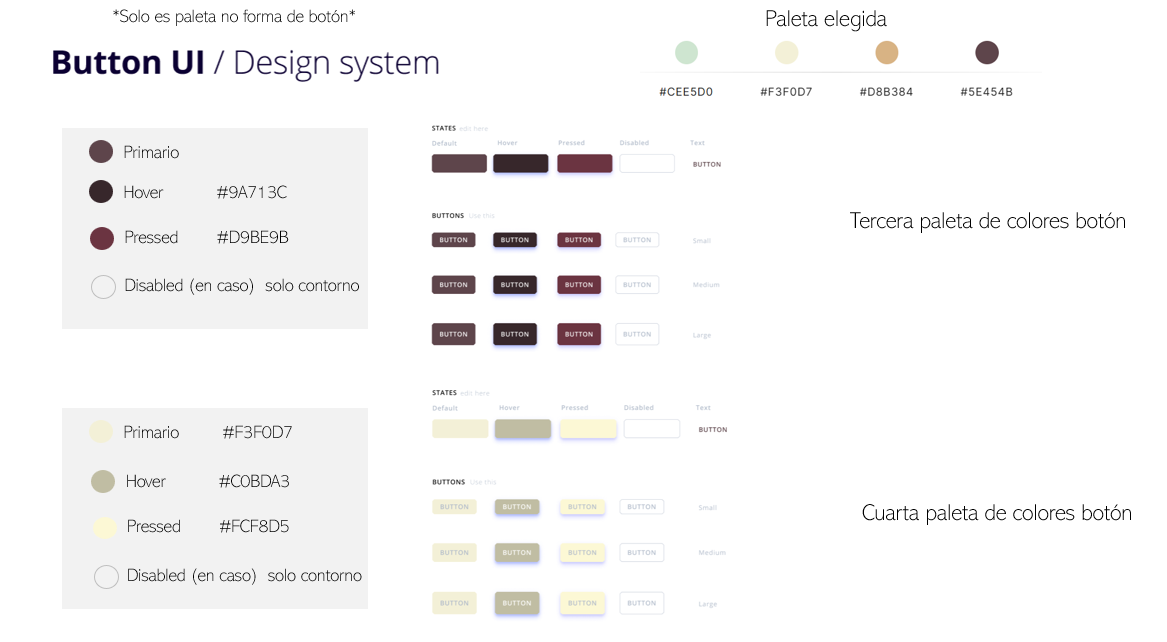 *Solo es paleta no forma de botón*
Paleta elegida
Button UI / Design system
#CEE5D0 #F3F0D7 #D8B384 #5E454B
Primario
Hover #9A713C
Pressed #D9BE9B
Disabled (en caso) solo contorno
STATES edit here
Default Hover Pressed Disabled Text
BUTTON
BUTTONS Use this
BUTTON BUTTON BUTTON BUTTON Small
BUTTON BUTTON BUTTON BUTTON Medium
BUTTON BUTTON BUTTON BUTTON Large
Tercera paleta de colores botón
Primario #F3F0D7
Hover #C0BDA3
Pressed #FCF8D5
Disabled (en caso) solo contorno
STATES edit here
Default Hover Pressed Disabled Text
BUTTON
BUTTONS Use this
BUTTON BUTTON BUTTON BUTTON Small
BUTTON BUTTON BUTTON BUTTON Medium
BUTTON BUTTON BUTTON BUTTON Large
Cuarta paleta de colores botón